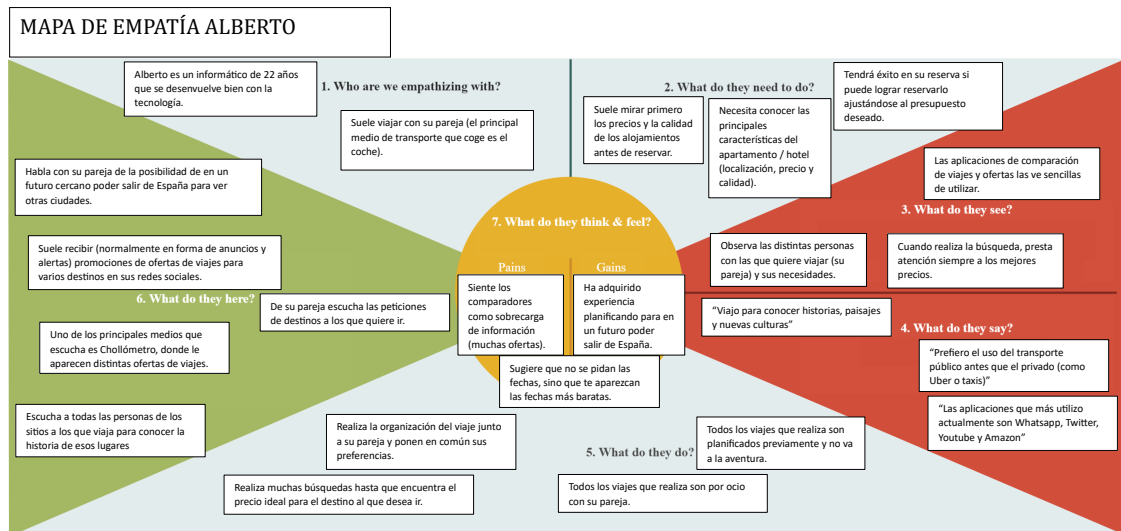 MAPA DE EMPATÍA ALBERTO
Alberto es un informático de 22 años
que se desenvuelve bien con la
tecnología.
1. Who are we empathizing with?
Suele viajar con su pareja (el principal
medio de transporte que coge es el
coche).
2. What do they need to do?
Suele mirar primero
los precios y la calidad
de los alojamientos
antes de reservar.
Necesita conocer las
principales
características del
apartamento / hotel
(localización, precio y
calidad).
Tendrá éxito en su reserva si
puede lograr reservarlo
ajustándose al presupuesto
deseado.
Las aplicaciones de comparación
de viajes y ofertas las ve sencillas
de utilizar.
3. What do they see?
Observa las distintas personas
con las que quiere viajar (su
pareja) y sus necesidades.
Cuando realiza la búsqueda, presta
atención siempre a los mejores
precios.
"Viajo para conocer historias, paisajes
y nuevas culturas"
4. What do they say?
"Prefiero el uso del transporte
público antes que el privado (como
Uber o taxis)"
"Las aplicaciones que más utilizo
actualmente son Whatsapp, Twitter,
Youtube y Amazon"
Todos los viajes que realiza son
planificados previamente y no va
a la aventura.
5. What do they do?
Todos los viajes que realiza son por ocio
con su pareja.
Realiza la organización del viaje junto
a su pareja y ponen en común sus
preferencias.
Realiza muchas búsquedas hasta que encuentra el
precio ideal para el destino al que desea ir.
Habla con su pareja de la posibilidad de en un
futuro cercano poder salir de España para ver
otras ciudades.
Suele recibir (normalmente en forma de anuncios y
alertas) promociones de ofertas de viajes para
varios destinos en sus redes sociales.
6. What do they here?
De su pareja escucha las peticiones
de destinos a los que quiere ir.
Uno de los principales medios que
escucha es Chollómetro, donde le
aparecen distintas ofertas de viajes.
Escucha a todas las personas de los
sitios a los que viaja para conocer la
historia de esos lugares
7. What do they think & feel?
Pains
Siente los
comparadores
como sobrecarga
de información
(muchas ofertas).
Gains
Ha adquirido
experiencia
planificando para en
un futuro poder
salir de España.
Sugiere que no se pidan las
fechas, sino que te aparezcan
las fechas más baratas.